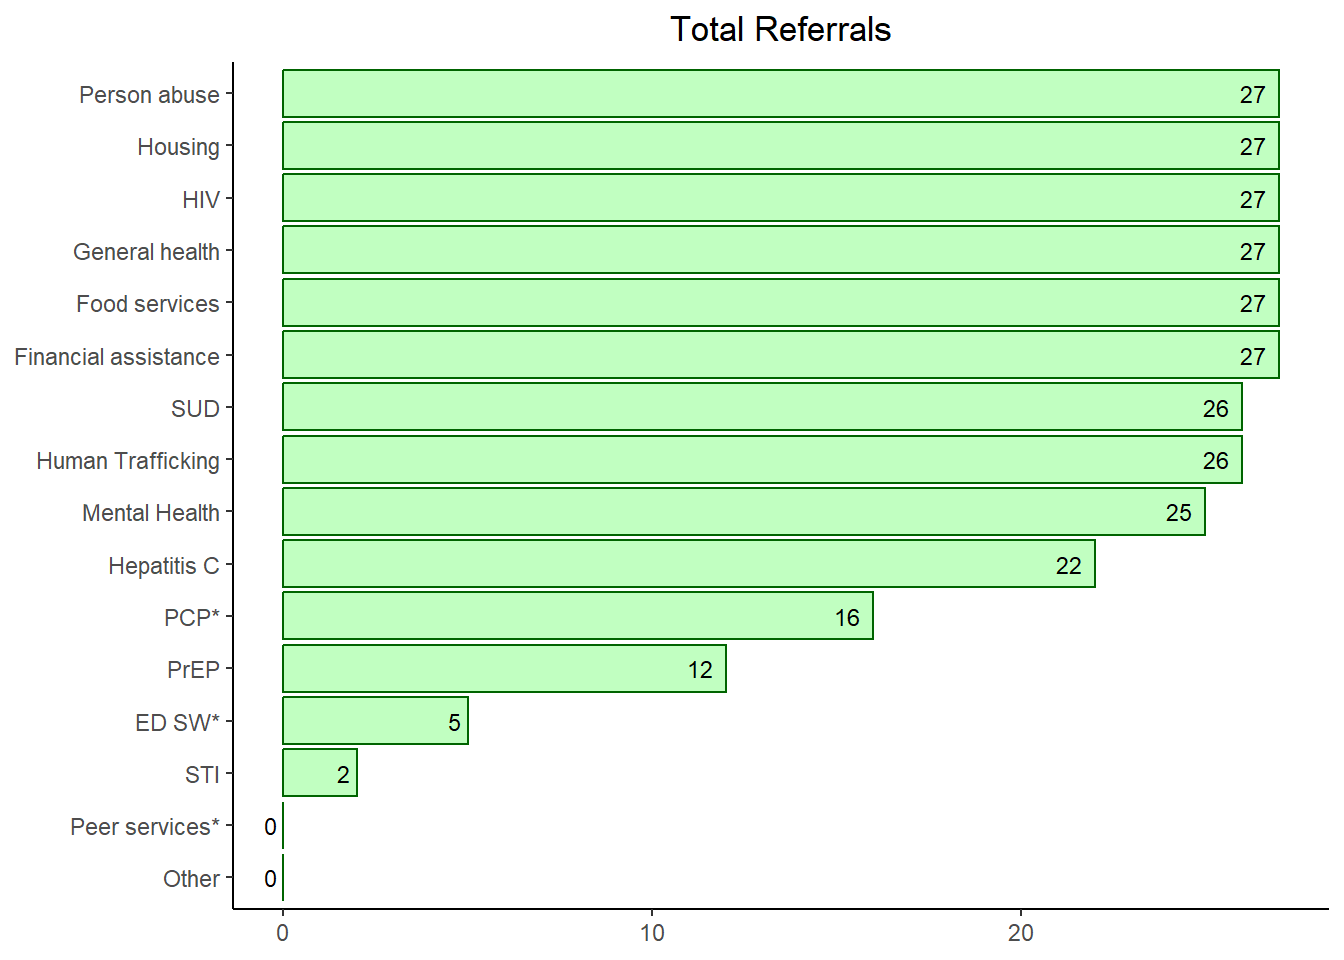 Total Referrals
Person abuse 27
Housing 27
HIV 27
General health 27
Food services 27
Financial assistance 27
SUD 26
Human Trafficking 26
Mental Health 25
Hepatitis C 22
PCP* 16
PrEP 12
ED SW* 5
STI 2
Peer services* 0
Other 0
0 10 20